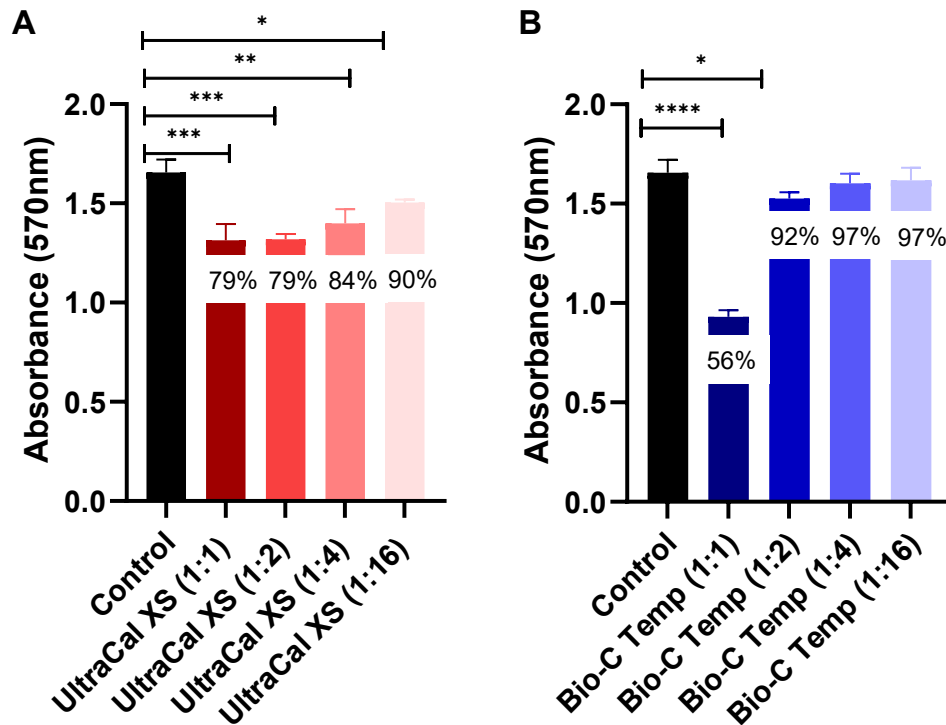 A
*
**
***
***
Absorbance (570nm)
2.0
1.5
1.0
0.5
0.0
79%
79%
84%
90%
Control
UltraCal XS (1:1)
UltraCal XS (1:2)
UltraCal XS (1:4)
UltraCal XS (1:16)
B
*
****
Absorbance (570nm)
2.0
1.5
1.0
0.5
0.0
56%
92%
97%
97%
Control
Bio-C Temp (1:1)
Bio-C Temp (1:2)
Bio-C Temp (1:4)
Bio-C Temp (1:16)